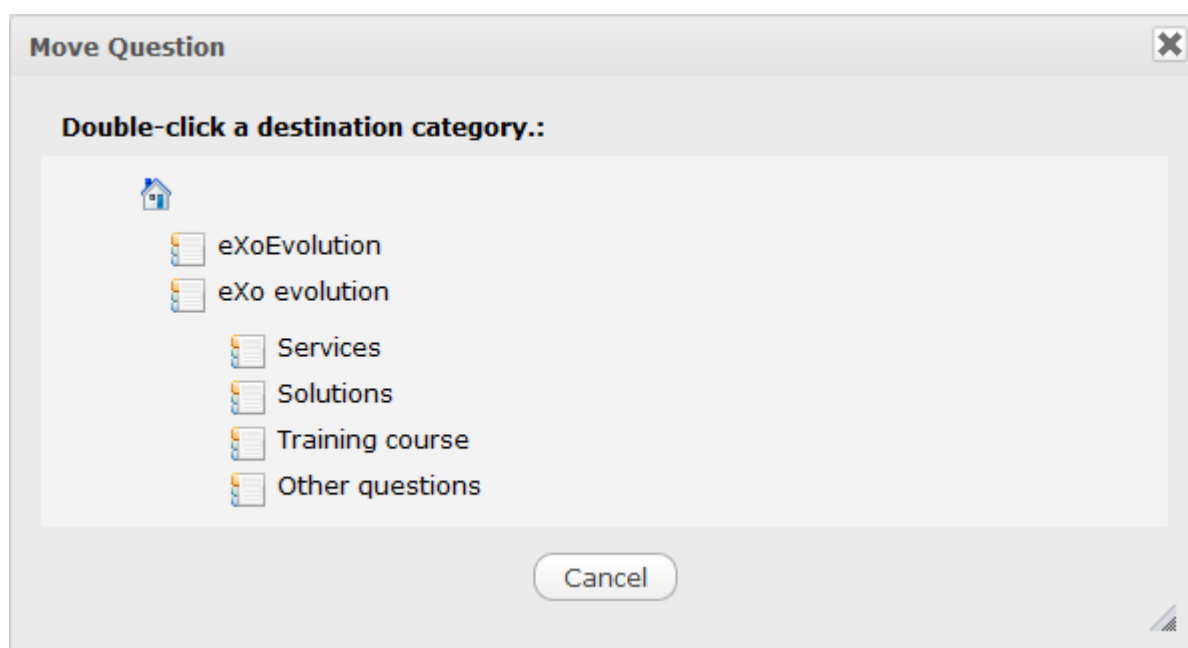 Move Question
Double-click a destination category.:
eXoEvolution
eXo evolution
Services
Solutions
Training course
Other questions
Cancel